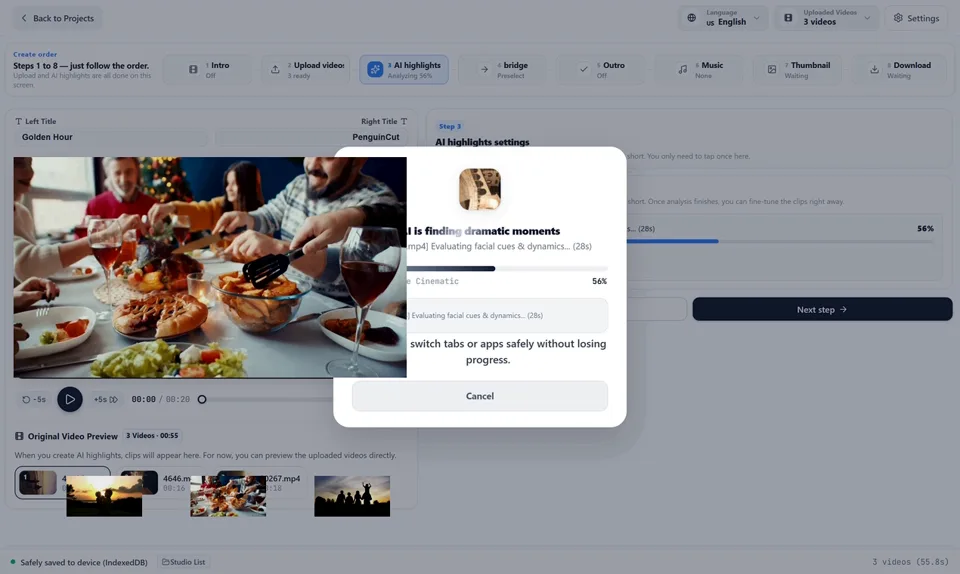 Back to Projects
Language
us English
Uploaded Videos
3 videos
Settings
Create order
Steps 1 to 8 — just follow the order.
Upload and AI highlights are all done on this screen.
1 Intro
Off
2 Upload videos
3 ready
3 AI highlights
Analyzing 56%
4 bridge
Preselect
5 Outro
Off
6 Music
None
7 Thumbnail
Waiting
8 Download
Waiting
Left Title
Right Title
Golden Hour
PenguinCut
Step 3
AI highlights settings
short. You only need to tap once here.
short. Once analysis finishes, you can fine-tune the clips right away.
s... (28s)
56%
Next step
AI is finding dramatic moments
.mp4] Evaluating facial cues & dynamics... (28s)
e Cinematic
56%
] Evaluating facial cues & dynamics... (28s)
switch tabs or apps safely without losing
progress.
Cancel
-5s
+5s
00:00 / 00:20
Original Video Preview
3 Videos · 00:55
When you create AI highlights, clips will appear here. For now, you can preview the uploaded videos directly.
1
4646.m
00:16
0267.mp4
:18
Safely saved to device (IndexedDB)
Studio List
3 videos (55.8s)